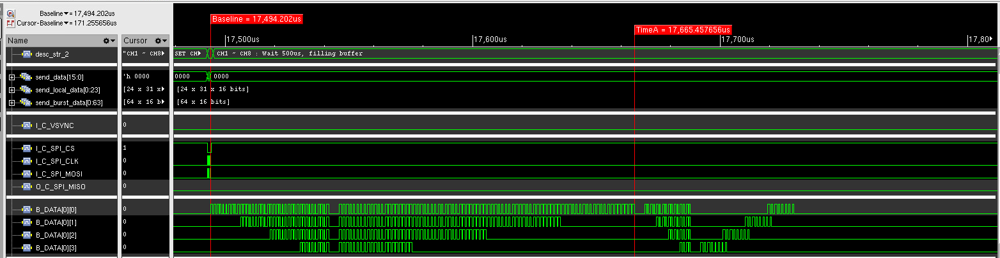 Baseline▼= 17,494.202us
Cursor-Baseline▼= 171.255656us
Baseline = 17,494.202us
TimeA = 17,665.457656us
Name
Cursor
17,500us
17,600us
17,700us
17,80
desc_str_2
"CH1 ~ CH8
SET CH
CH1 ~ CH8 : Wait 500us, filling buffer
send_data[15:0]
'h 0000
0000
0000
send_local_data[0:23]
[24 x 31 x
[24 x 31 x 16 bits]
send_burst_data[0:63]
[64 x 16 b
[64 x 16 bits]
I_C_VSYNC
0
I_C_SPI_CS
1
I_C_SPI_CLK
0
I_C_SPI_MOSI
0
O_C_SPI_MISO
0
B_DATA[0][0]
0
B_DATA[0][1]
0
B_DATA[0][2]
0
B_DATA[0][3]
0